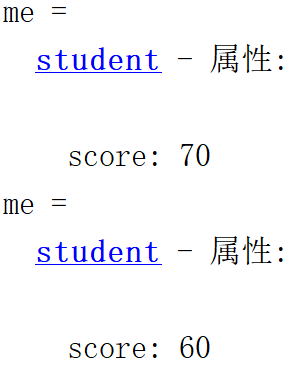 me =
student - 属性:
score: 70
me =
student - 属性:
score: 60